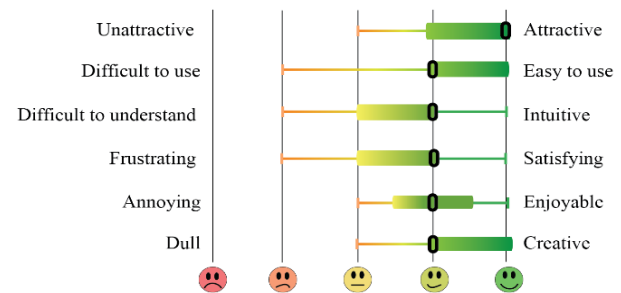 Unattractive Attractive
Difficult to use Easy to use
Difficult to understand Intuitive
Frustrating Satisfying
Annoying Enjoyable
Dull Creative